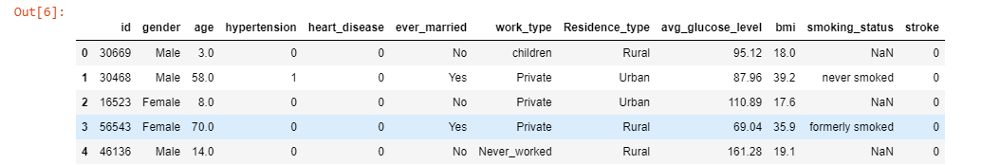 Out[6]:
id gender age hypertension heart_disease ever_married work_type Residence_type avg_glucose_level bmi smoking_status stroke
0 30669 Male 3.0 0 0 No children Rural 95.12 18.0 NaN 0
1 30468 Male 58.0 1 0 Yes Private Urban 87.96 39.2 never smoked 0
2 16523 Female 8.0 0 0 No Private Urban 110.89 17.6 NaN 0
3 56543 Female 70.0 0 0 Yes Private Rural 69.04 35.9 formerly smoked 0
4 46136 Male 14.0 0 0 No Never_worked Rural 161.28 19.1 NaN 0